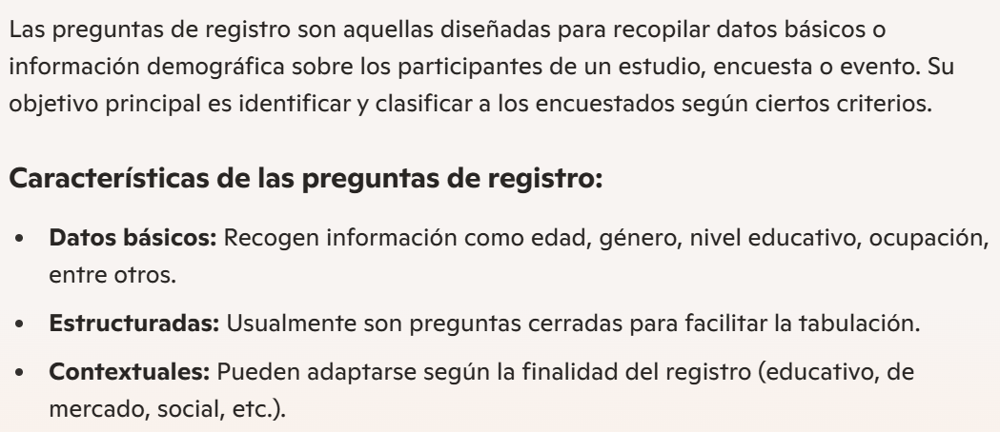 Las preguntas de registro son aquellas diseñadas para recopilar datos básicos o
información demográfica sobre los participantes de un estudio, encuesta o evento. Su
objetivo principal es identificar y clasificar a los encuestados según ciertos criterios.
Características de las preguntas de registro:
• Datos básicos: Recogen información como edad, género, nivel educativo, ocupación,
entre otros.
• Estructuradas: Usualmente son preguntas cerradas para facilitar la tabulación.
• Contextuales: Pueden adaptarse según la finalidad del registro (educativo, de
mercado, social, etc.).